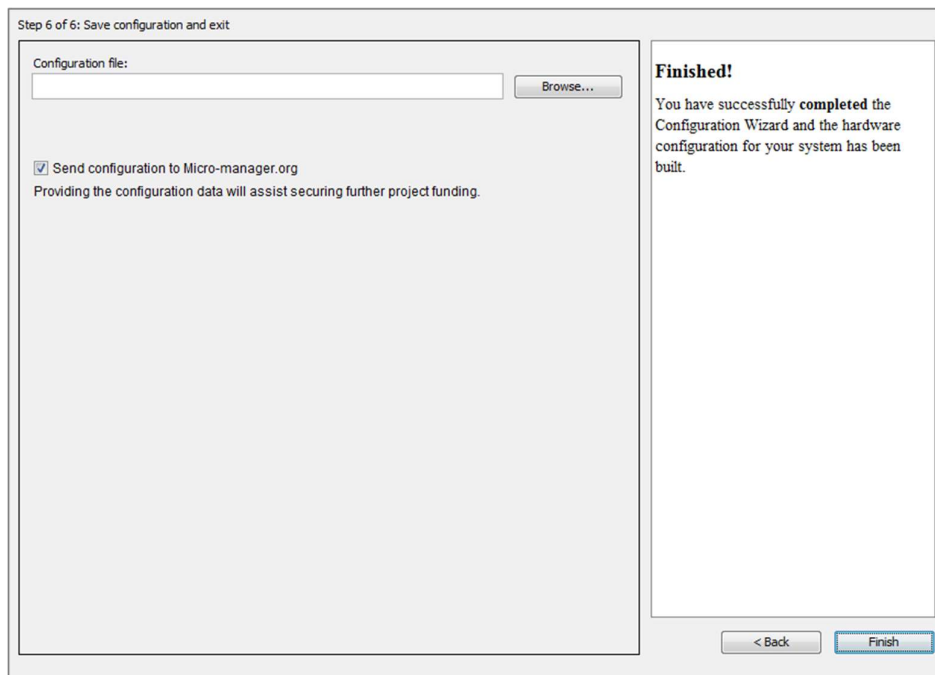 Step 6 of 6: Save configuration and exit
Configuration file:
Browse...
Send configuration to Micro-manager.org
Providing the configuration data will assist securing further project funding.
Finished!
You have successfully completed the
Configuration Wizard and the hardware
configuration for your system has been
built.
< Back
Finish